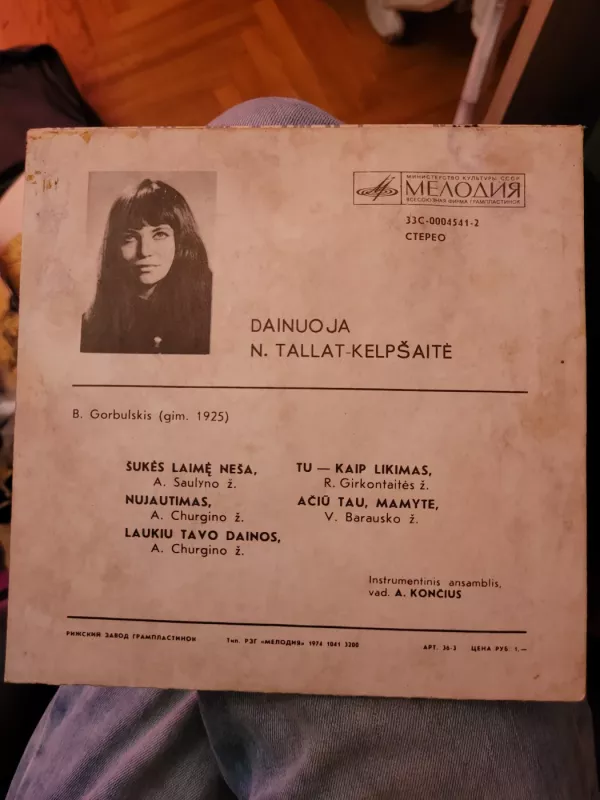 МИНИСТЕРСТВО КУЛЬТУРЫ СССР
МЕЛОДИЯ
ВСЕСОЮЗНАЯ ФИРМА ГРАМПЛАСТИНОК
33С-0004541-2
СТЕРЕО
DAINUOJA
N. TALLAT-KELPŠAITĖ
B. Gorbulskis (gim. 1925)
ŠUKĖS LAIMĘ NEŠA,
A. Saulyno ž.
NUJAUTIMAS,
A. Churgino ž.
LAUKIU TAVO DAINOS,
A. Churgino ž.
TU — KAIP LIKIMAS,
R. Girkontaitės ž.
AČIŪ TAU, MAMYTE,
V. Barausko ž.
Instrumentinis ansamblis,
vad. A. KONČIUS
РИЖСКИЙ ЗАВОД ГРАМПЛАСТИНОК Тип. РЗГ «МЕЛОДИЯ» 1974 1041 3200 АРТ. 36-3 ЦЕНА РУБ 1.—